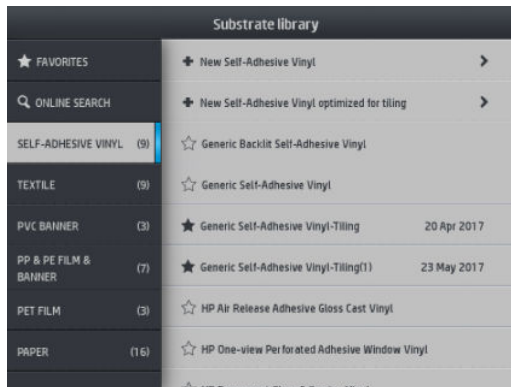 Substrate library
FAVORITES
ONLINE SEARCH
SELF-ADHESIVE VINYL (9)
TEXTILE (9)
PVC BANNER (3)
PP & PE FILM &
BANNER (7)
PET FILM (3)
PAPER (16)
New Self-Adhesive Vinyl
New Self-Adhesive Vinyl optimized for tiling
Generic Backlit Self-Adhesive Vinyl
Generic Self-Adhesive Vinyl
Generic Self-Adhesive Vinyl-Tiling 20 Apr 2017
Generic Self-Adhesive Vinyl-Tiling(1) 23 May 2017
HP Air Release Adhesive Gloss Cast Vinyl
HP One-view Perforated Adhesive Window Vinyl